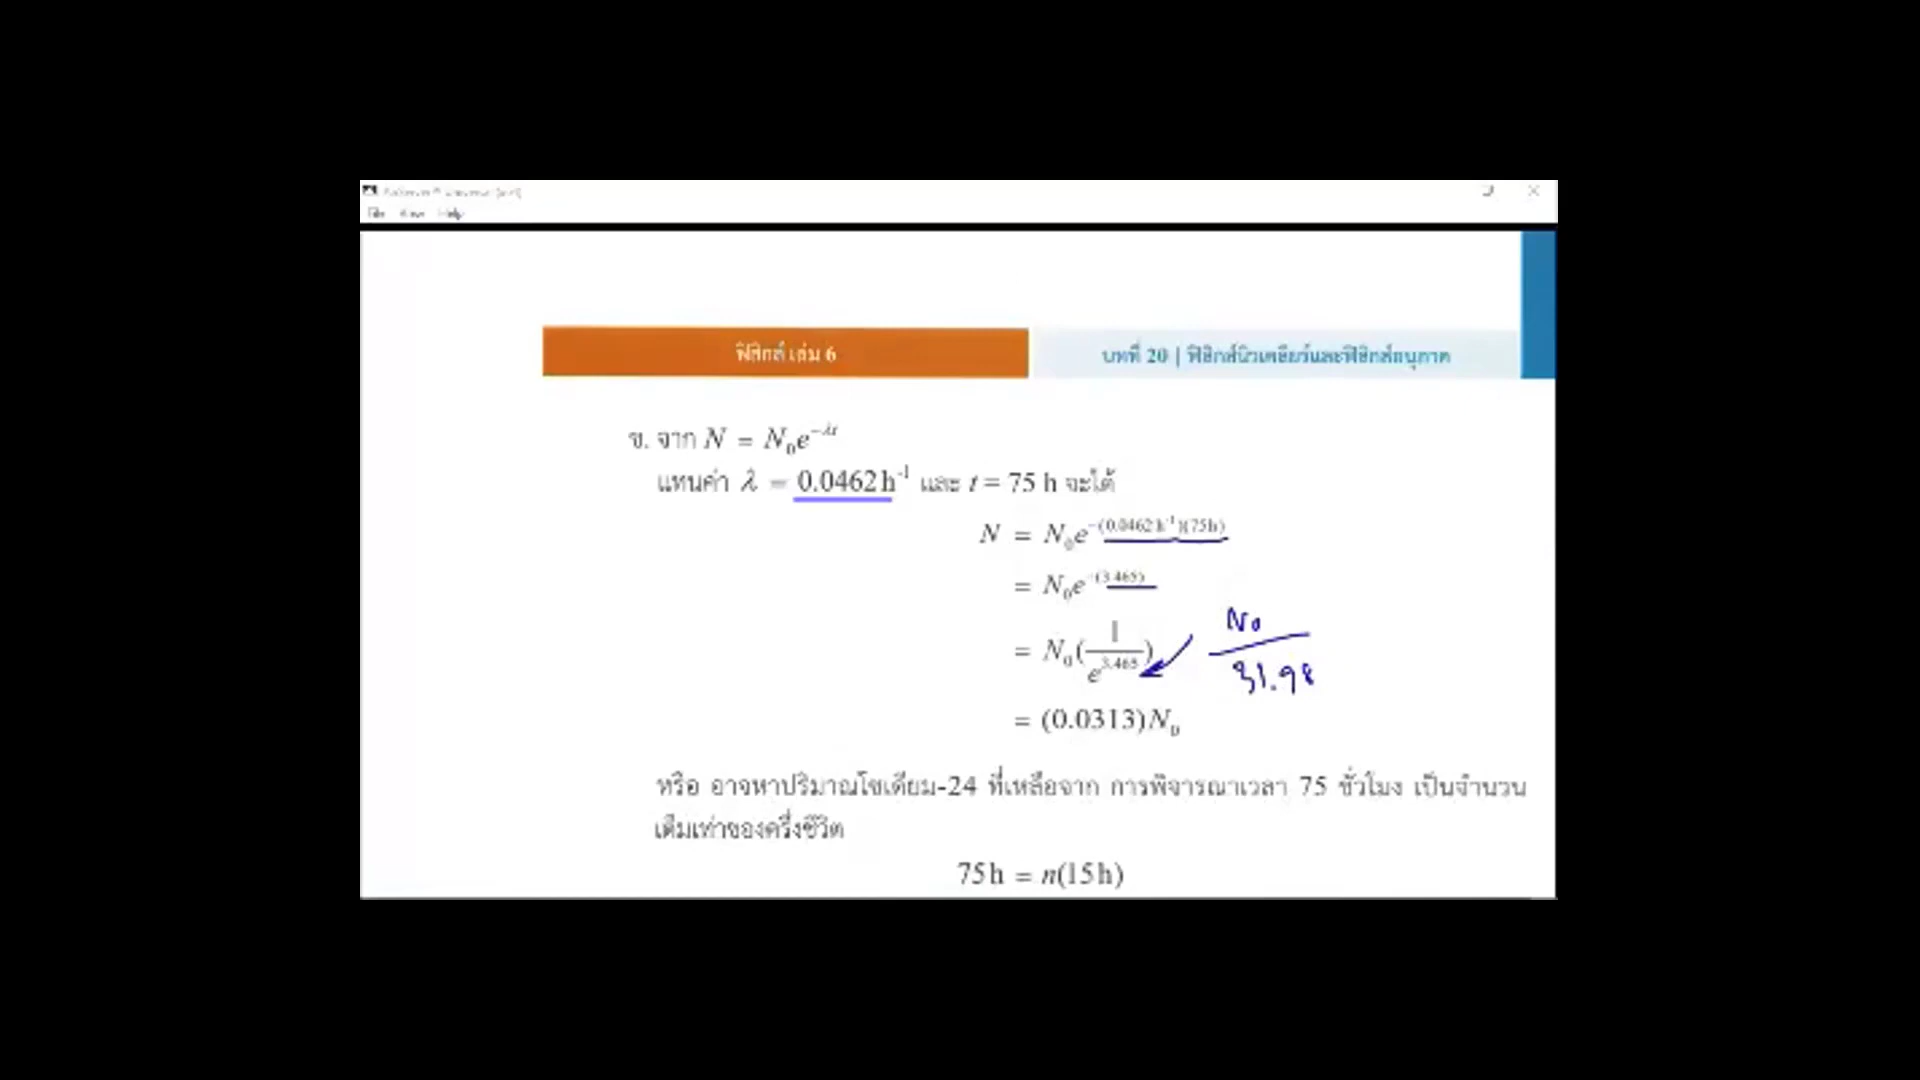 File View Help
ฟิสิกส์ เล่ม 6
บทที่ 20 | ฟิสิกส์นิวเคลียร์และฟิสิกส์อนุภาค
ข. จาก N = N₀e^{-λt}
แทนค่า λ = 0.0462 h⁻¹ และ t = 75 h จะได้
N = N₀e^{-(0.0462 h⁻¹)(75h)}
= N₀e^{-(3.465)}
= N₀(1/e^{3.465})
N₀/31.98
= (0.0313)N₀
หรือ อาจหาปริมาณโซเดียม-24 ที่เหลือจาก การพิจารณาเวลา 75 ชั่วโมง เป็นจำนวน
เต็มเท่าของครึ่งชีวิต
75h = n(15h)